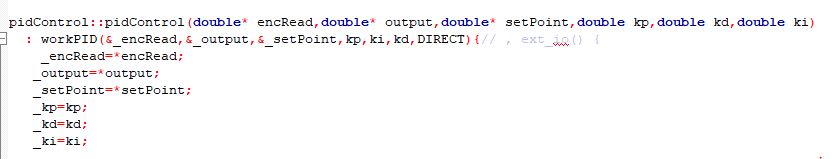 pidControl::pidControl(double* encRead,double* output,double* setPoint,double kp,double kd,double ki)
: workPID(&_encRead,&_output,&_setPoint,kp,ki,kd,DIRECT){// , ext_io() {
_encRead=*encRead;
_output=*output;
_setPoint=*setPoint;
_kp=kp;
_kd=kd;
_ki=ki;